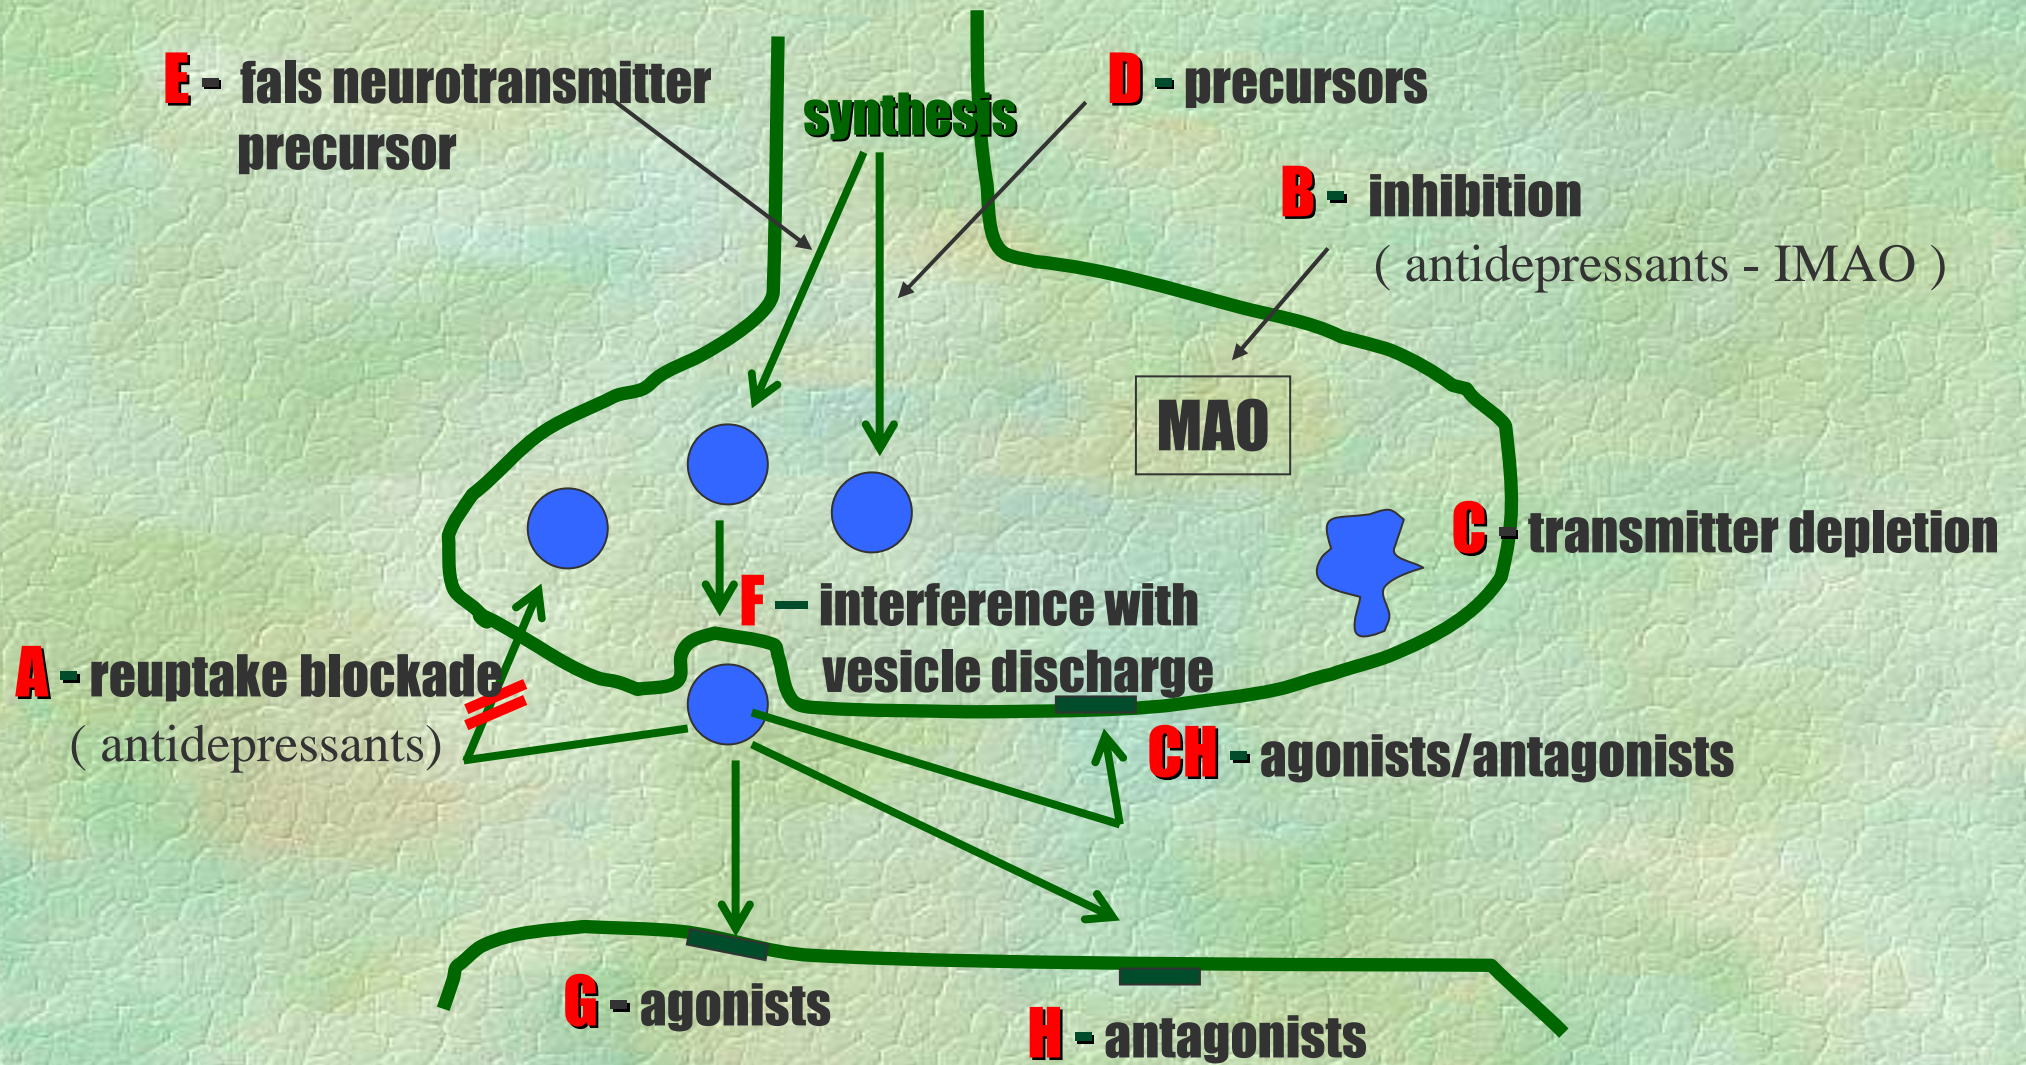 E - fals neurotransmitter
precursor
synthesis
D - precursors
B - inhibition
( antidepressants - IMAO )
MAO
C - transmitter depletion
F – interference with
vesicle discharge
A - reuptake blockade
( antidepressants)
CH - agonists/antagonists
G - agonists
H - antagonists